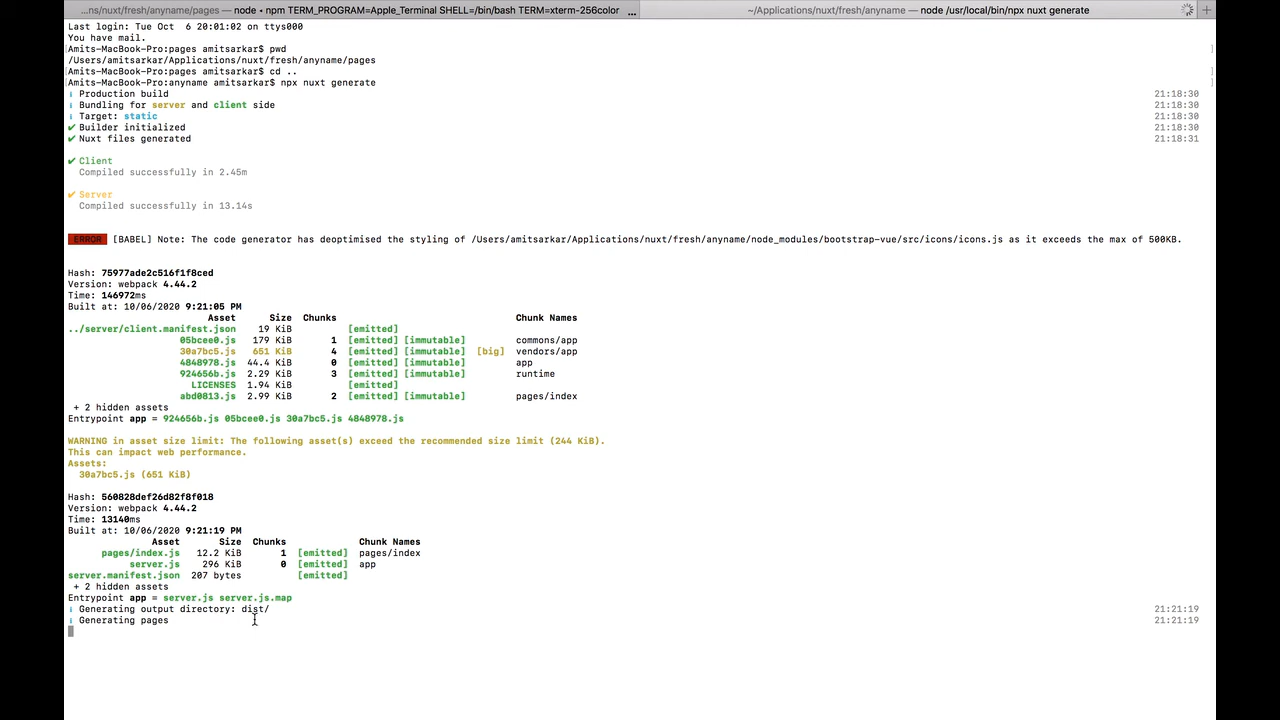 ...ns/nuxt/fresh/anyname/pages — node • npm TERM_PROGRAM=Apple_Terminal SHELL=/bin/bash TERM=xterm-256color ...
~/Applications/nuxt/fresh/anyname — node /usr/local/bin/npx nuxt generate
Last login: Tue Oct  6 20:01:02 on ttys000
You have mail.
[Amits-MacBook-Pro:pages amitsarkar$ pwd ]
/Users/amitsarkar/Applications/nuxt/fresh/anyname/pages
[Amits-MacBook-Pro:pages amitsarkar$ cd .. ]
[Amits-MacBook-Pro:anyname amitsarkar$ npx nuxt generate ]
ℹ Production build 21:18:30
ℹ Bundling for server and client side 21:18:30
ℹ Target: static 21:18:30
✔ Builder initialized 21:18:30
✔ Nuxt files generated 21:18:31
✔ Client
Compiled successfully in 2.45m
✔ Server
Compiled successfully in 13.14s
ERROR [BABEL] Note: The code generator has deoptimised the styling of /Users/amitsarkar/Applications/nuxt/fresh/anyname/node_modules/bootstrap-vue/src/icons/icons.js as it exceeds the max of 500KB.
Hash: 75977ade2c516f1f8ced
Version: webpack 4.44.2
Time: 146972ms
Built at: 10/06/2020 9:21:05 PM
Asset Size Chunks Chunk Names
../server/client.manifest.json 19 KiB [emitted]
05bcee0.js 179 KiB 1 [emitted] [immutable] commons/app
30a7bc5.js 651 KiB 4 [emitted] [immutable] [big] vendors/app
4848978.js 44.4 KiB 0 [emitted] [immutable] app
924656b.js 2.29 KiB 3 [emitted] [immutable] runtime
LICENSES 1.94 KiB [emitted]
abd0813.js 2.99 KiB 2 [emitted] [immutable] pages/index
+ 2 hidden assets
Entrypoint app = 924656b.js 05bcee0.js 30a7bc5.js 4848978.js
WARNING in asset size limit: The following asset(s) exceed the recommended size limit (244 KiB).
This can impact web performance.
Assets:
30a7bc5.js (651 KiB)
Hash: 560828def26d82f8f018
Version: webpack 4.44.2
Time: 13140ms
Built at: 10/06/2020 9:21:19 PM
Asset Size Chunks Chunk Names
pages/index.js 12.2 KiB 1 [emitted] pages/index
server.js 296 KiB 0 [emitted] app
server.manifest.json 207 bytes [emitted]
+ 2 hidden assets
Entrypoint app = server.js server.js.map
ℹ Generating output directory: dist/ 21:21:19
ℹ Generating pages 21:21:19